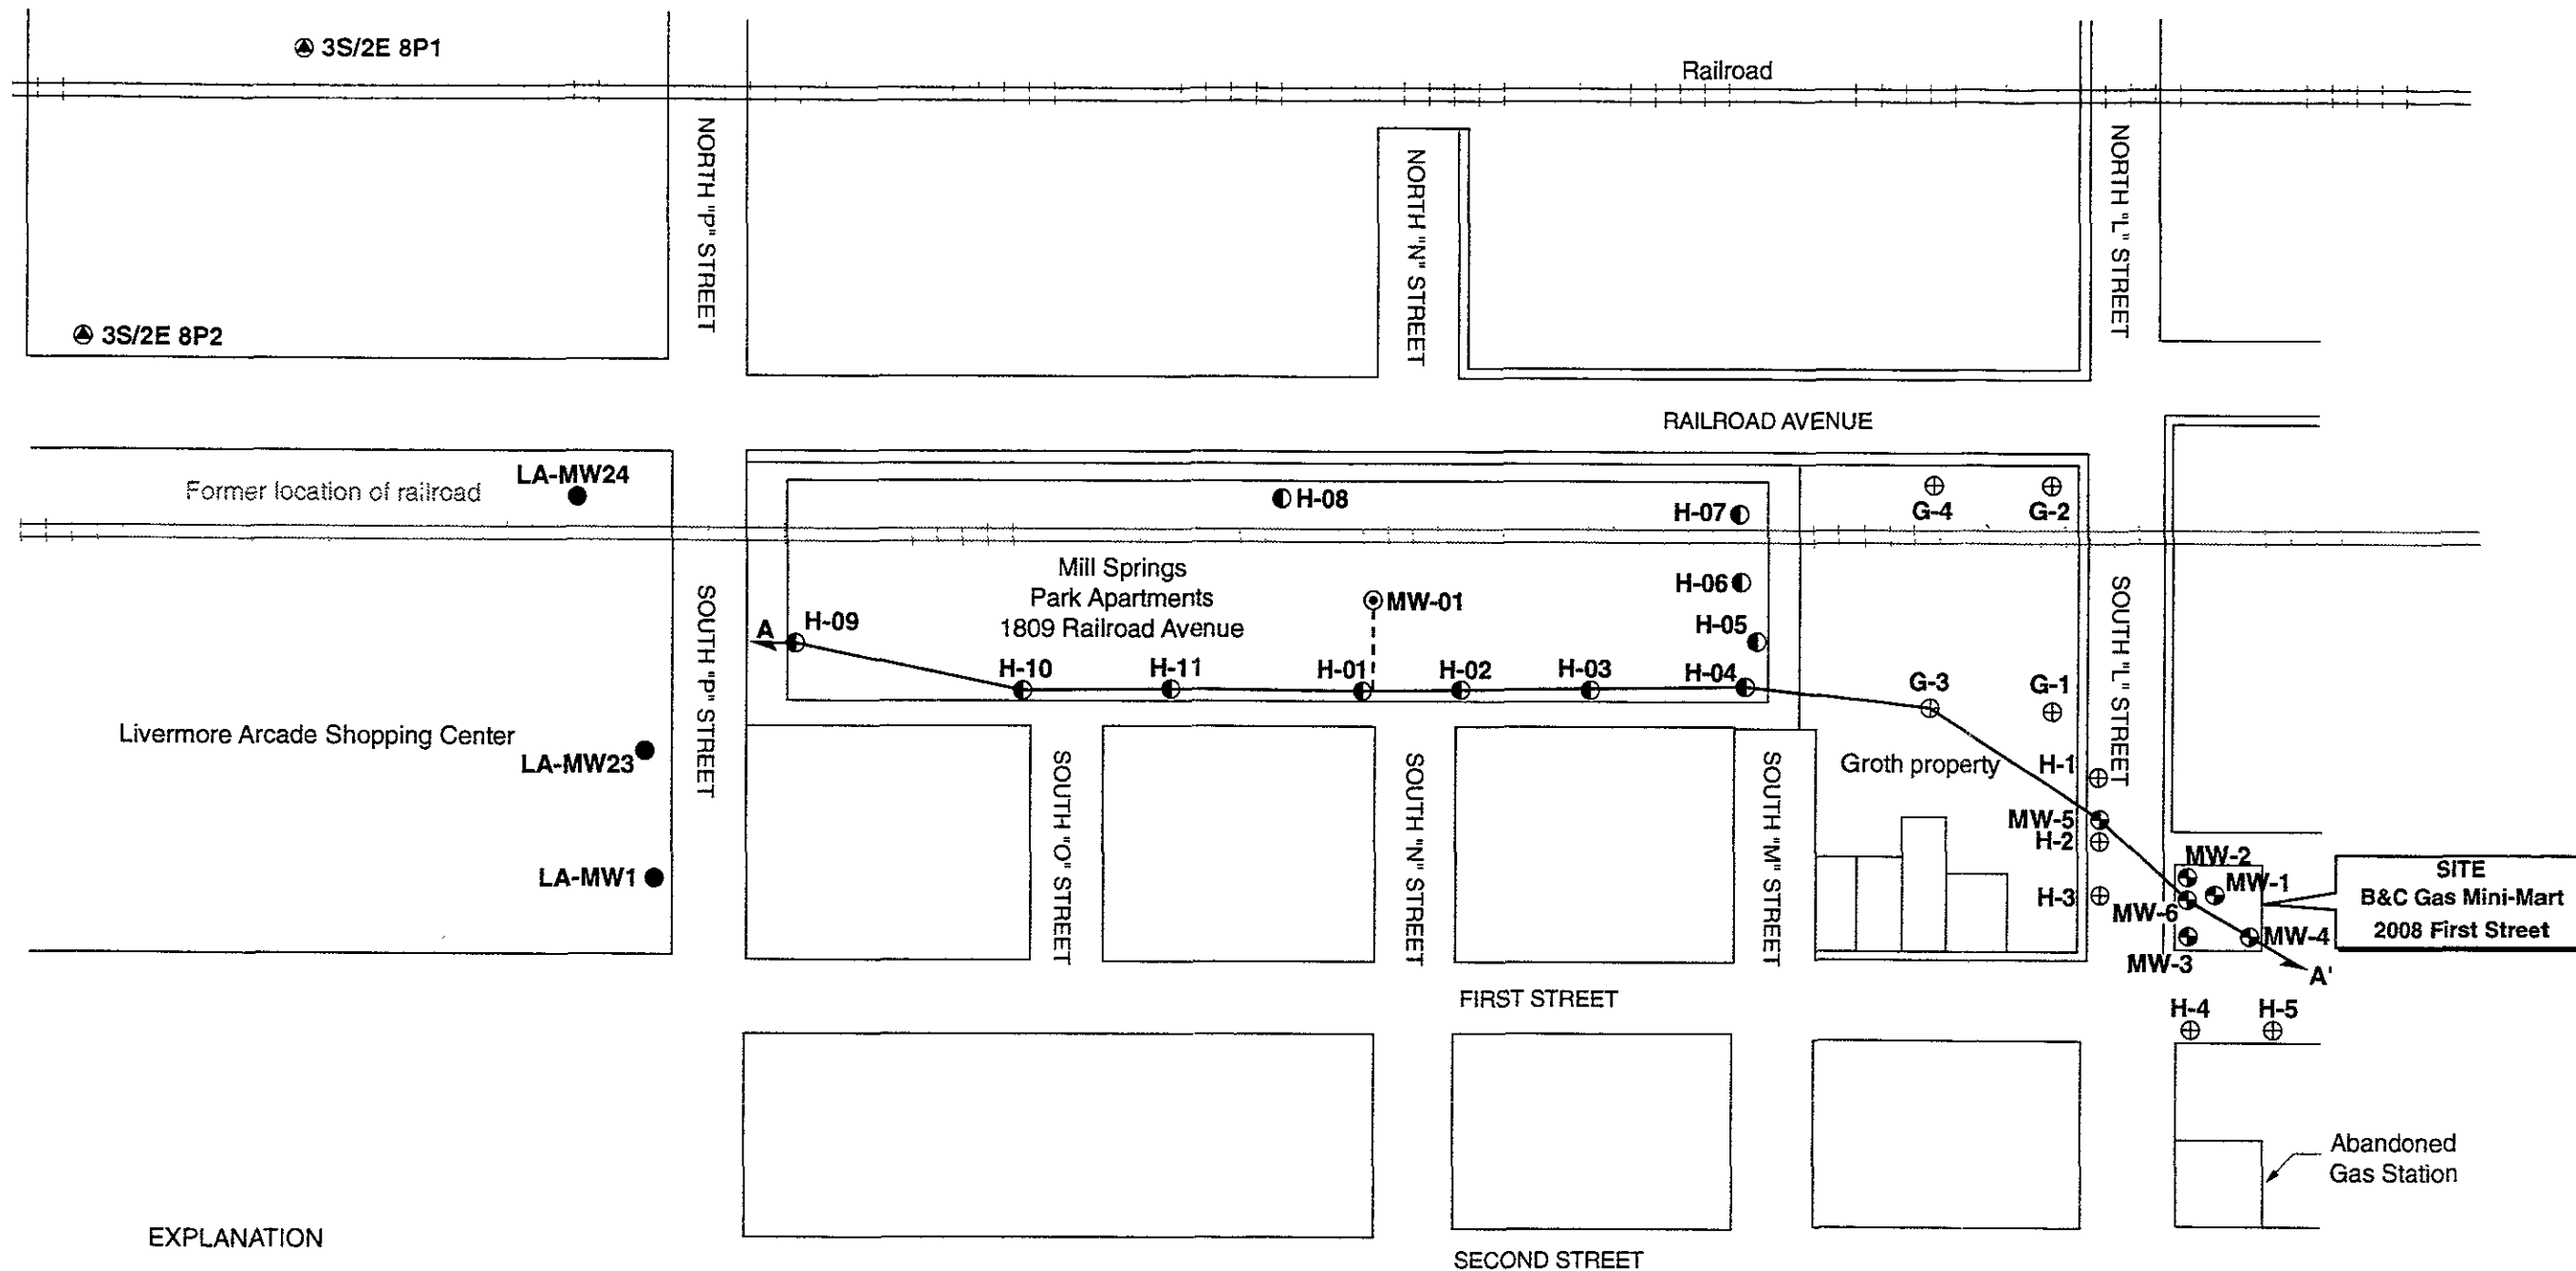 3S/2E 8P1
Railroad
NORTH "P" STREET
NORTH "N" STREET
NORTH "L" STREET
3S/2E 8P2
RAILROAD AVENUE
Former location of railroad
LA-MW24
H-08
H-07
G-4
G-2
Mill Springs
Park Apartments
1809 Railroad Avenue
MW-01
H-06
H-05
A
H-09
H-10
H-11
H-01
H-02
H-03
H-04
G-3
G-1
SOUTH "P" STREET
SOUTH "L" STREET
Livermore Arcade Shopping Center
LA-MW23
LA-MW1
SOUTH "O" STREET
SOUTH "N" STREET
SOUTH "M" STREET
Groth property
H-1
MW-5
H-2
H-3
MW-2
MW-1
MW-6
MW-4
MW-3
A'
SITE
B&C Gas Mini-Mart
2008 First Street
FIRST STREET
H-4
H-5
Abandoned
Gas Station
EXPLANATION
SECOND STREET